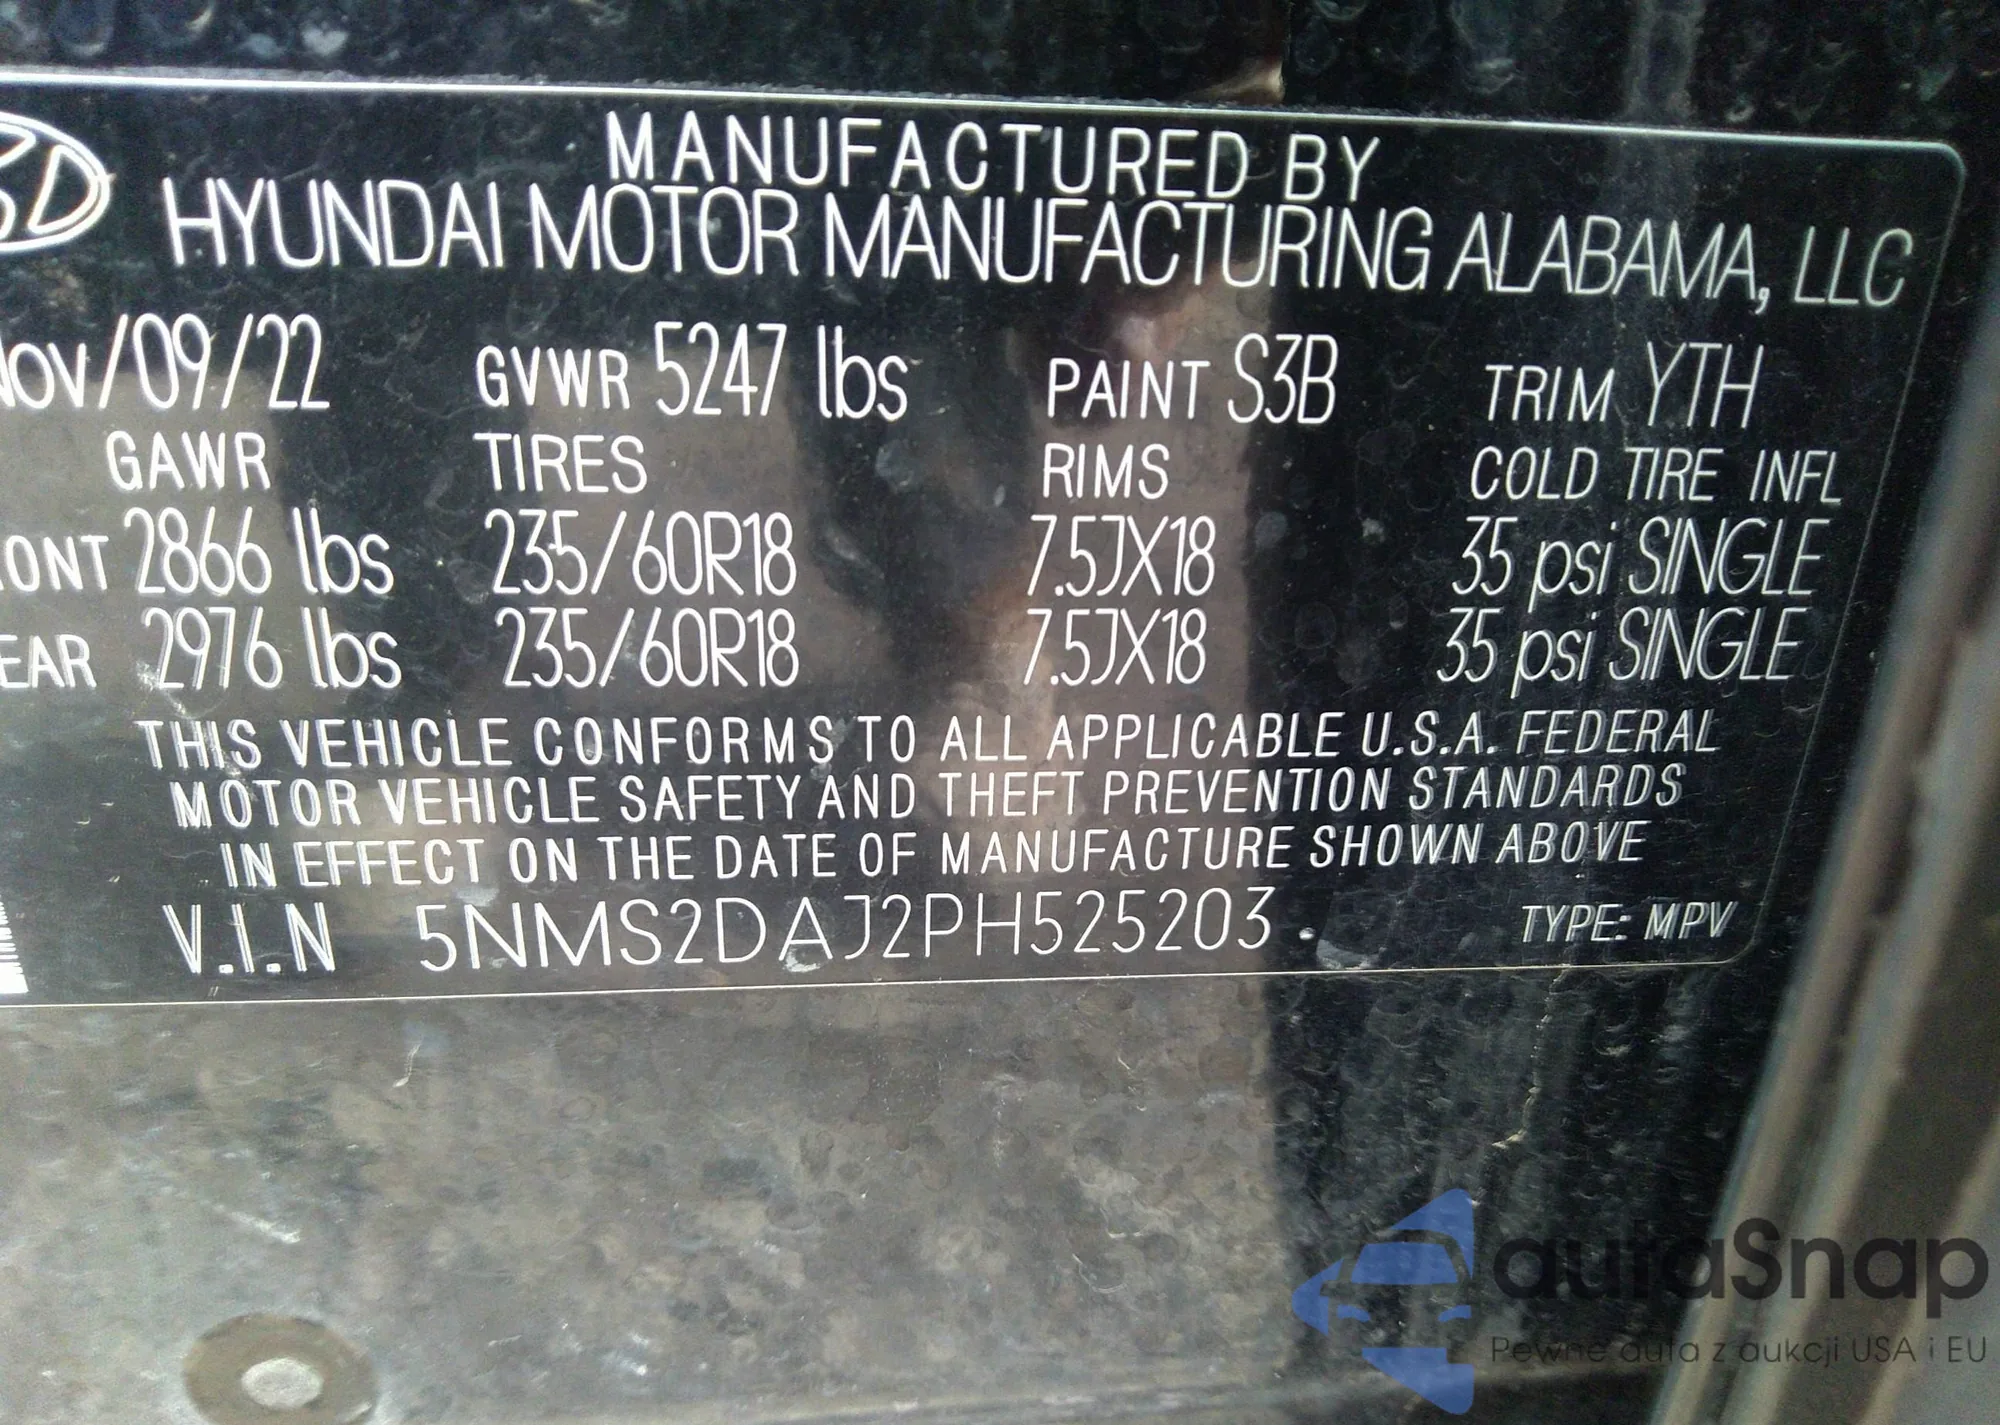 MANUFACTURED BY
HYUNDAI MOTOR MANUFACTURING ALABAMA, LLC
Nov/09/22 GVWR 5247 lbs PAINT S3B TRIM YTH
GAWR TIRES RIMS COLD TIRE INFL
ONT 2866 lbs 235/60R18 7.5JX18 35 psi SINGLE
EAR 2976 lbs 235/60R18 7.5JX18 35 psi SINGLE
THIS VEHICLE CONFORMS TO ALL APPLICABLE U.S.A. FEDERAL
MOTOR VEHICLE SAFETY AND THEFT PREVENTION STANDARDS
IN EFFECT ON THE DATE OF MANUFACTURE SHOWN ABOVE
V.I.N 5NMS2DAJ2PH525203. TYPE: MPV
autaSnap
Pewne auta z aukcji USA i EU